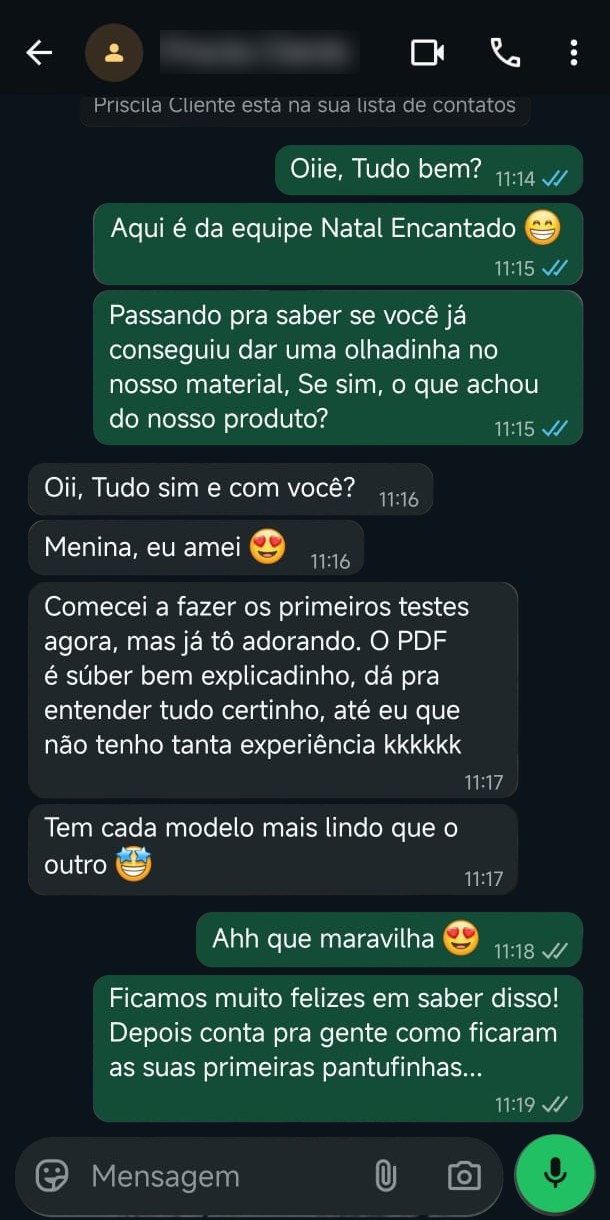 Priscila Cliente está na sua lista de contatos
Oiie, Tudo bem? 11:14
Aqui é da equipe Natal Encantado 😁
11:15
Passando pra saber se você já
conseguiu dar uma olhadinha no
nosso material, Se sim, o que achou
do nosso produto? 11:15
Oii, Tudo sim e com você? 11:16
Menina, eu amei 😍 11:16
Comecei a fazer os primeiros testes
agora, mas já tô adorando. O PDF
é súber bem explicadinho, dá pra
entender tudo certinho, até eu que
não tenho tanta experiência kkkkkk
11:17
Tem cada modelo mais lindo que o
outro 🤩 11:17
Ahh que maravilha 😍 11:18
Ficamos muito felizes em saber disso!
Depois conta pra gente como ficaram
as suas primeiras pantufinhas...
11:19
Mensagem